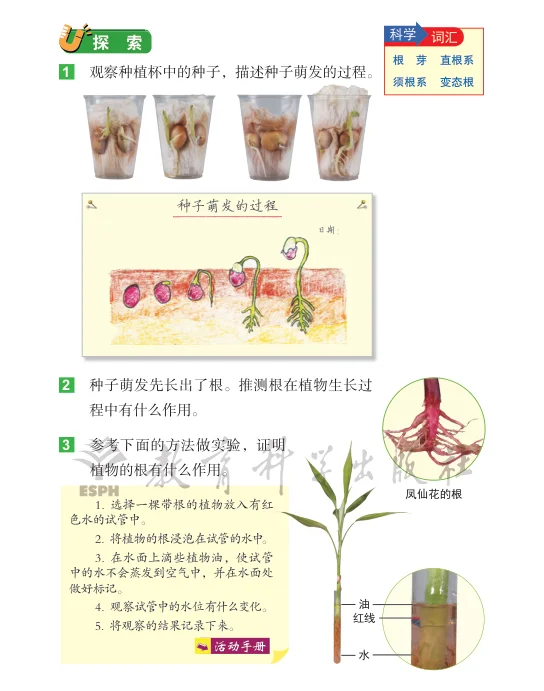 探 索
科学 词汇
根 芽 直根系
须根系 变态根
1 观察种植杯中的种子，描述种子萌发的过程。
种子萌发的过程
日期：
2 种子萌发先长出了根。推测根在植物生长过
程中有什么作用。
3 参考下面的方法做实验，证明
植物的根有什么作用。
凤仙花的根
ESPH
教育科学出版社
1. 选择一棵带根的植物放入有红
色水的试管中。
2. 将植物的根浸泡在试管的水中。
3. 在水面上滴些植物油，使试管
中的水不会蒸发到空气中，并在水面处
做好标记。
4. 观察试管中的水位有什么变化。
5. 将观察的结果记录下来。
活动手册
油
红线
水